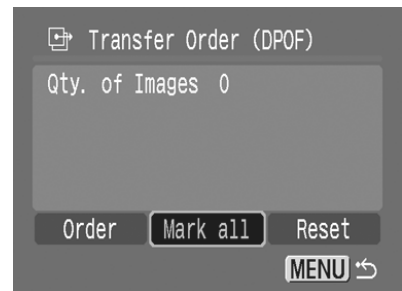 Transfer Order (DPOF)
Qty. of Images 0
Order Mark all Reset
MENU